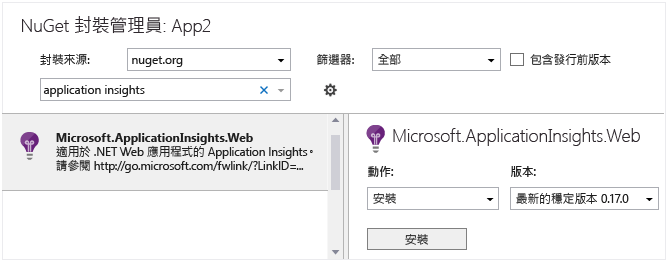 NuGet 封裝管理員: App2
封裝來源: nuget.org 篩選器: 全部 包含發行前版本
application insights
Microsoft.ApplicationInsights.Web
適用於 .NET Web 應用程式的 Application Insights。
請參閱 http://go.microsoft.com/fwlink/?LinkID=...
Microsoft.ApplicationInsights.Web
動作: 版本:
安裝 最新的穩定版本 0.17.0
安裝